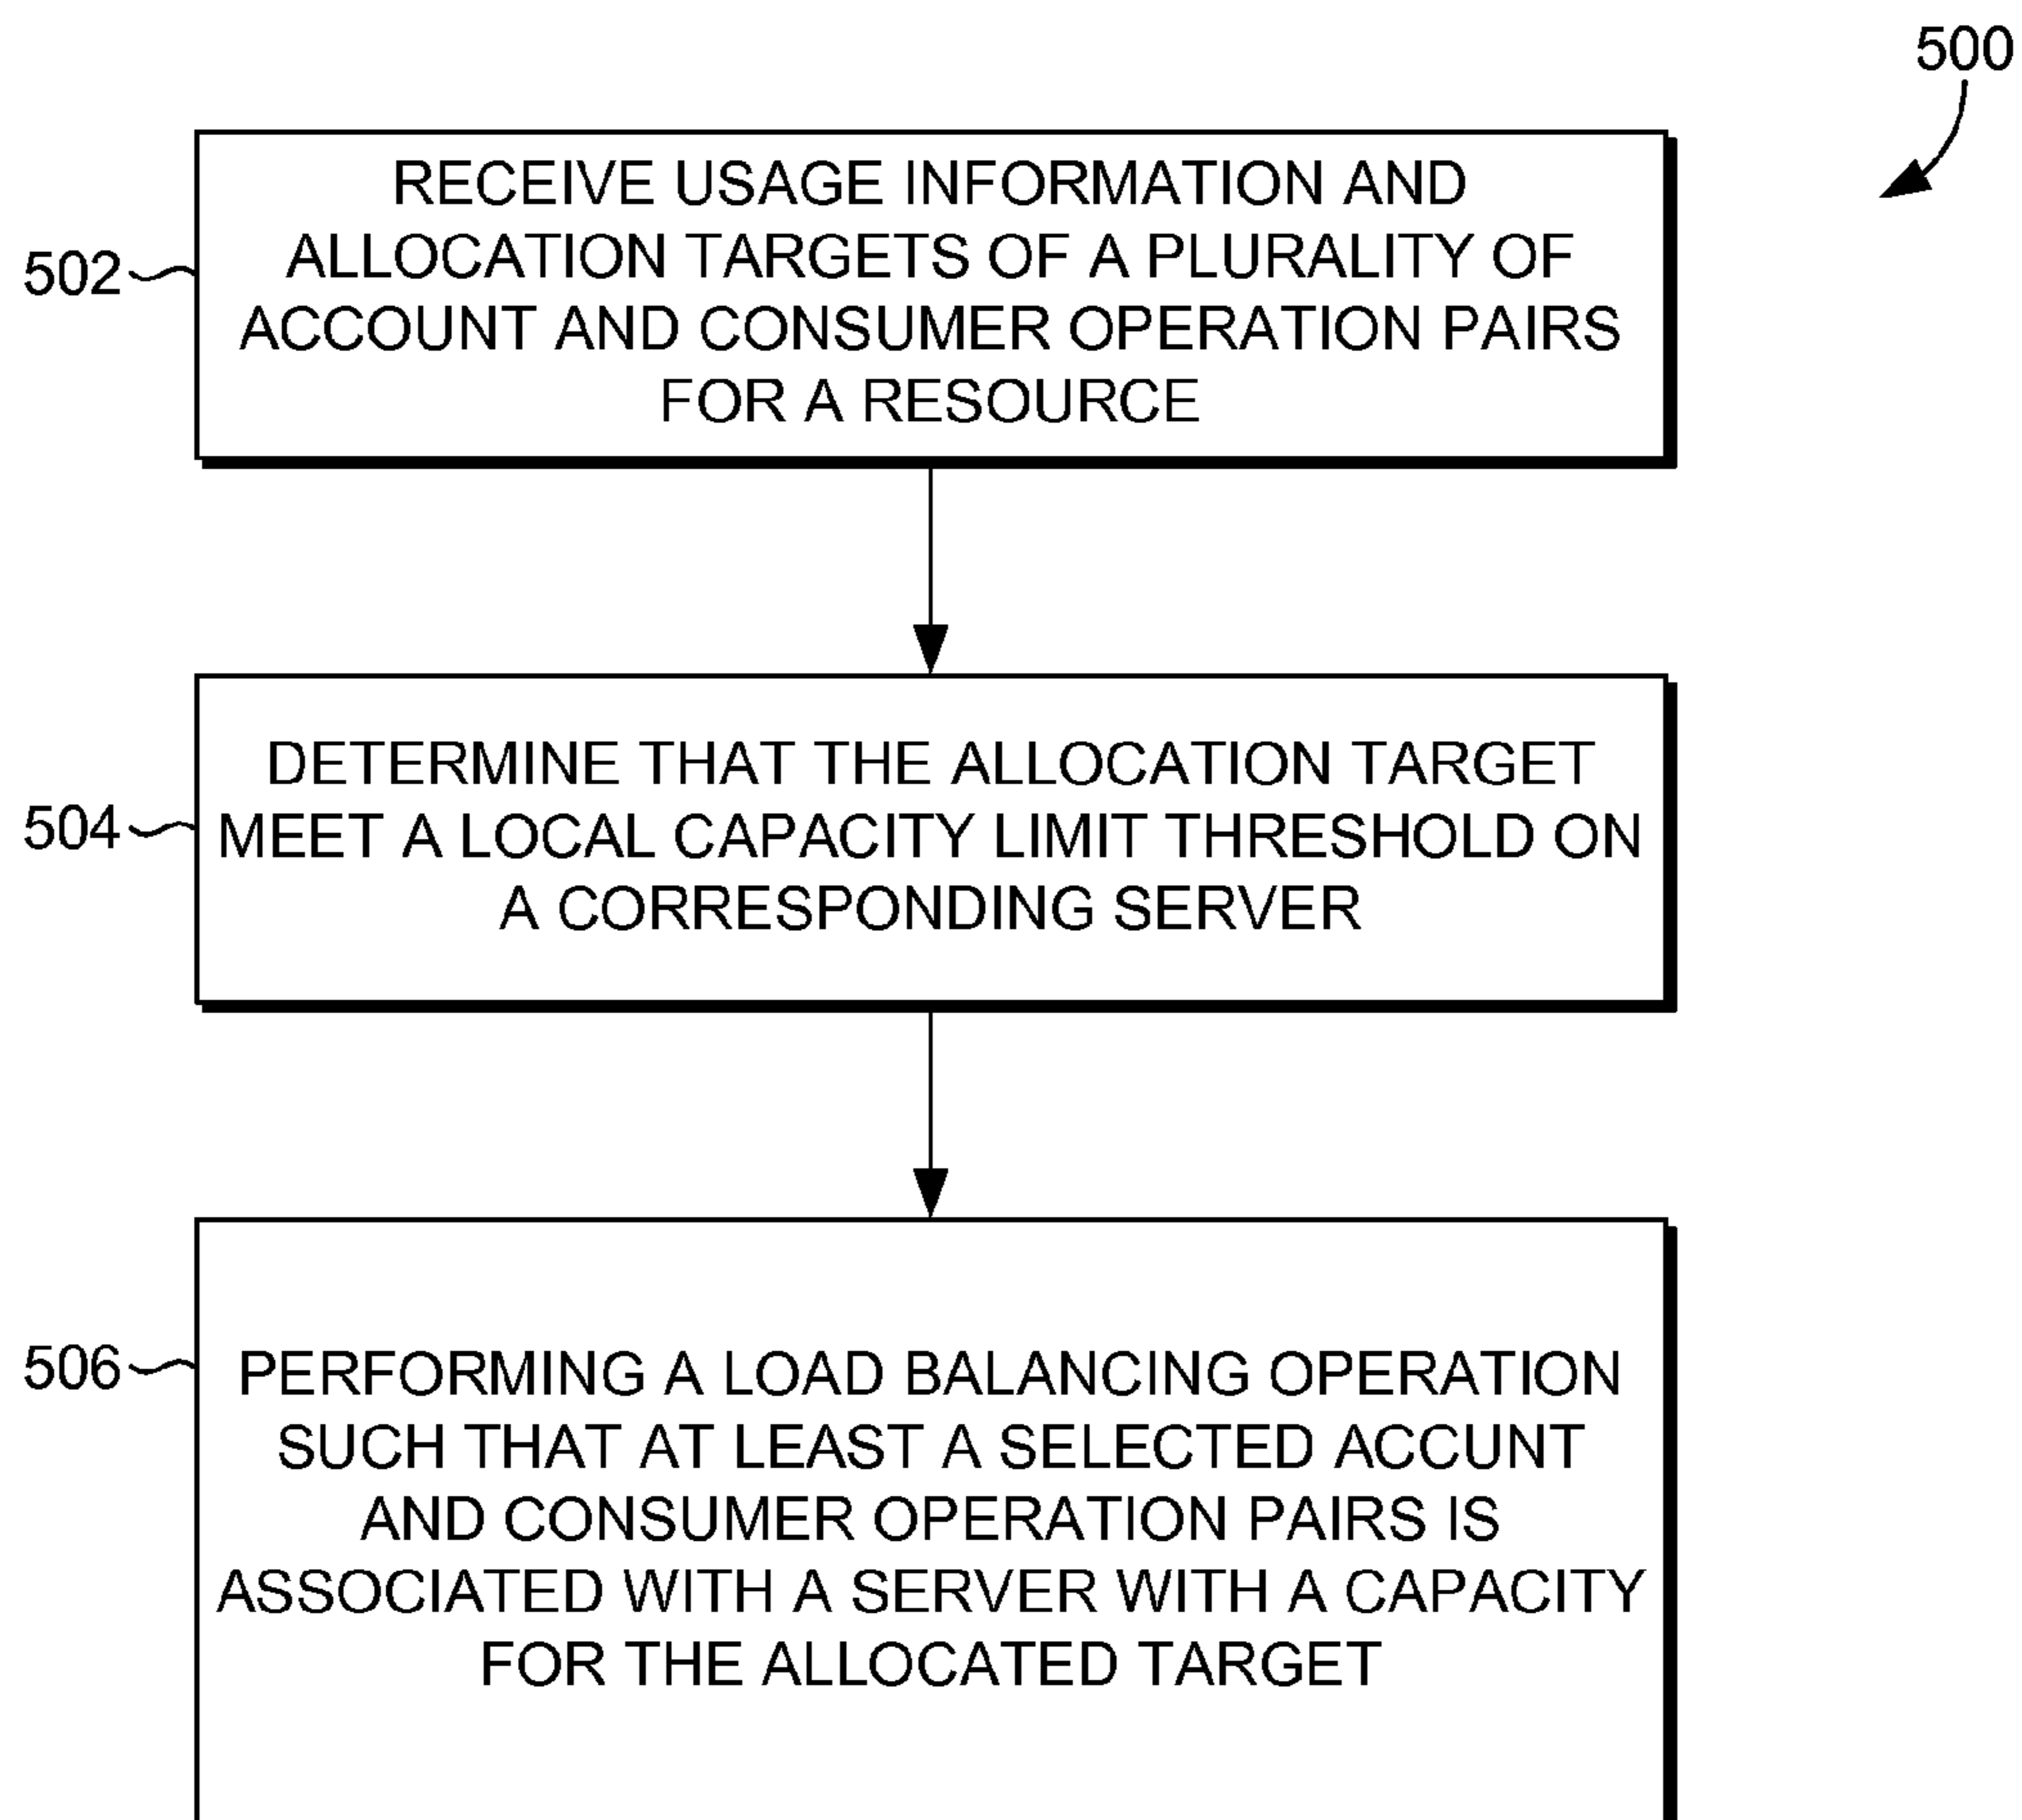 500
502
RECEIVE USAGE INFORMATION AND
ALLOCATION TARGETS OF A PLURALITY OF
ACCOUNT AND CONSUMER OPERATION PAIRS
FOR A RESOURCE
504
DETERMINE THAT THE ALLOCATION TARGET
MEET A LOCAL CAPACITY LIMIT THRESHOLD ON
A CORRESPONDING SERVER
506
PERFORMING A LOAD BALANCING OPERATION
SUCH THAT AT LEAST A SELECTED ACCUNT
AND CONSUMER OPERATION PAIRS IS
ASSOCIATED WITH A SERVER WITH A CAPACITY
FOR THE ALLOCATED TARGET